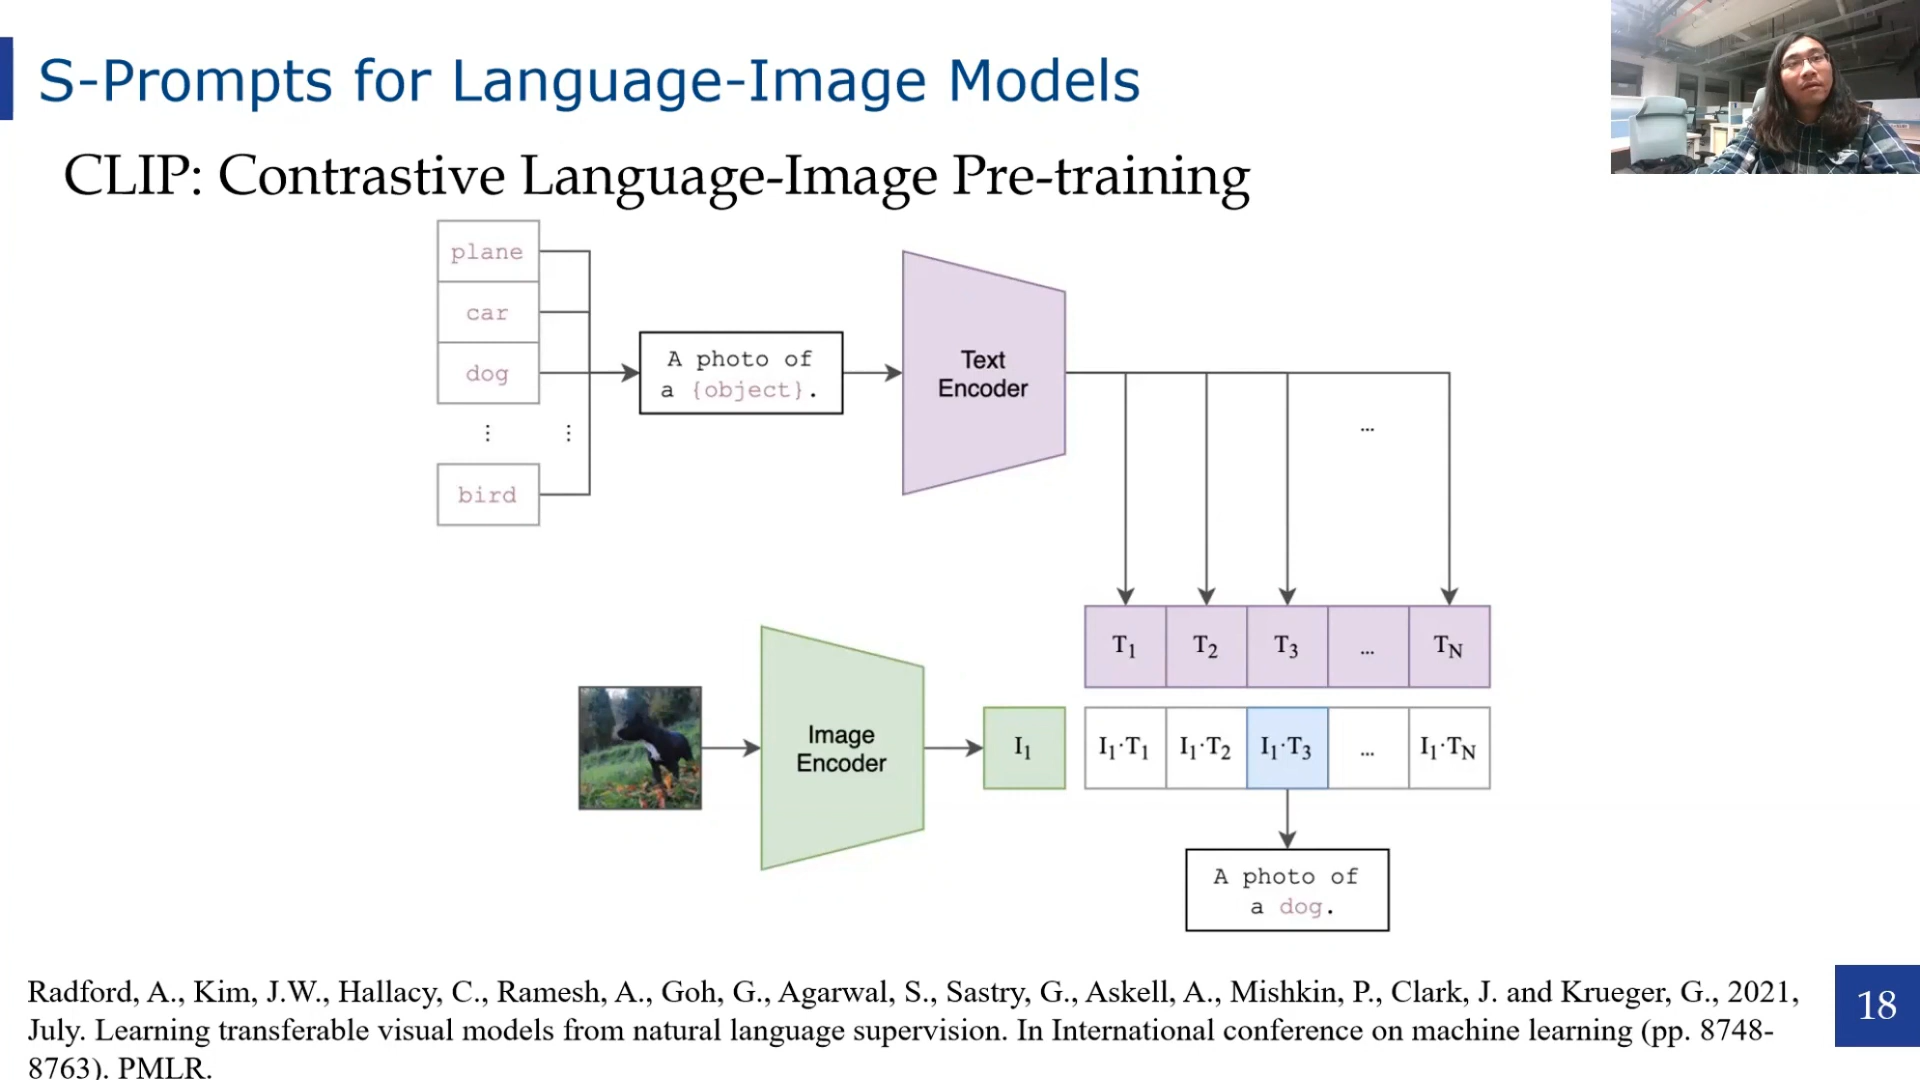 S-Prompts for Language-Image Models
CLIP: Contrastive Language-Image Pre-training
plane
car
dog
⋮ ⋮
bird
A photo of
a {object}.
Text
Encoder
...
T₁ T₂ T₃ ... T_N
Image
Encoder
I₁
I₁·T₁ I₁·T₂ I₁·T₃ ... I₁·T_N
A photo of
a dog.
Radford, A., Kim, J.W., Hallacy, C., Ramesh, A., Goh, G., Agarwal, S., Sastry, G., Askell, A., Mishkin, P., Clark, J. and Krueger, G., 2021,
July. Learning transferable visual models from natural language supervision. In International conference on machine learning (pp. 8748-
8763). PMLR.
18